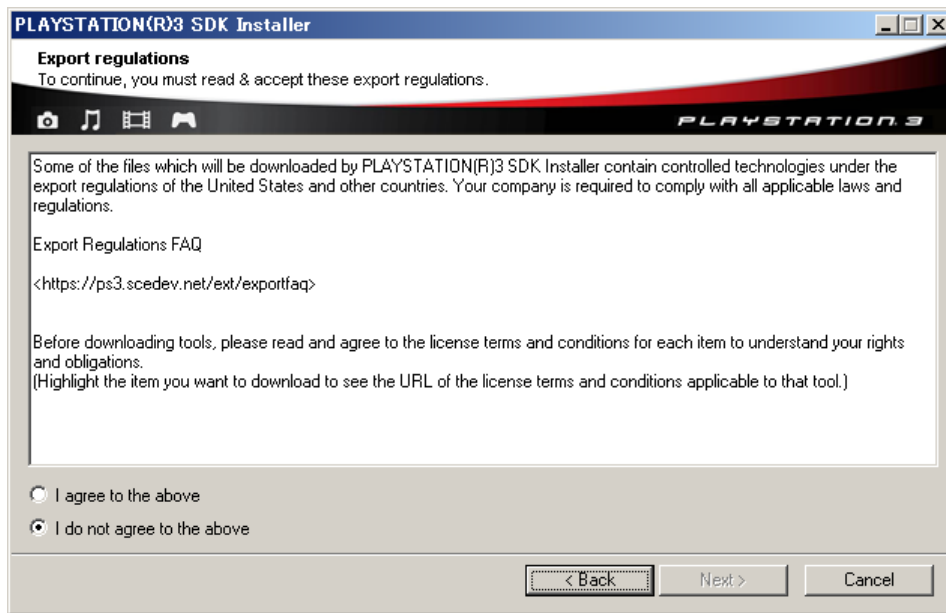 PLAYSTATION(R)3 SDK Installer
Export regulations
To continue, you must read & accept these export regulations.
PLAYSTATION 3
Some of the files which will be downloaded by PLAYSTATION(R)3 SDK Installer contain controlled technologies under the
export regulations of the United States and other countries. Your company is required to comply with all applicable laws and
regulations.
Export Regulations FAQ
<https://ps3.scedev.net/ext/exportfaq>
Before downloading tools, please read and agree to the license terms and conditions for each item to understand your rights
and obligations.
(Highlight the item you want to download to see the URL of the license terms and conditions applicable to that tool.)
I agree to the above
I do not agree to the above
< Back Next > Cancel